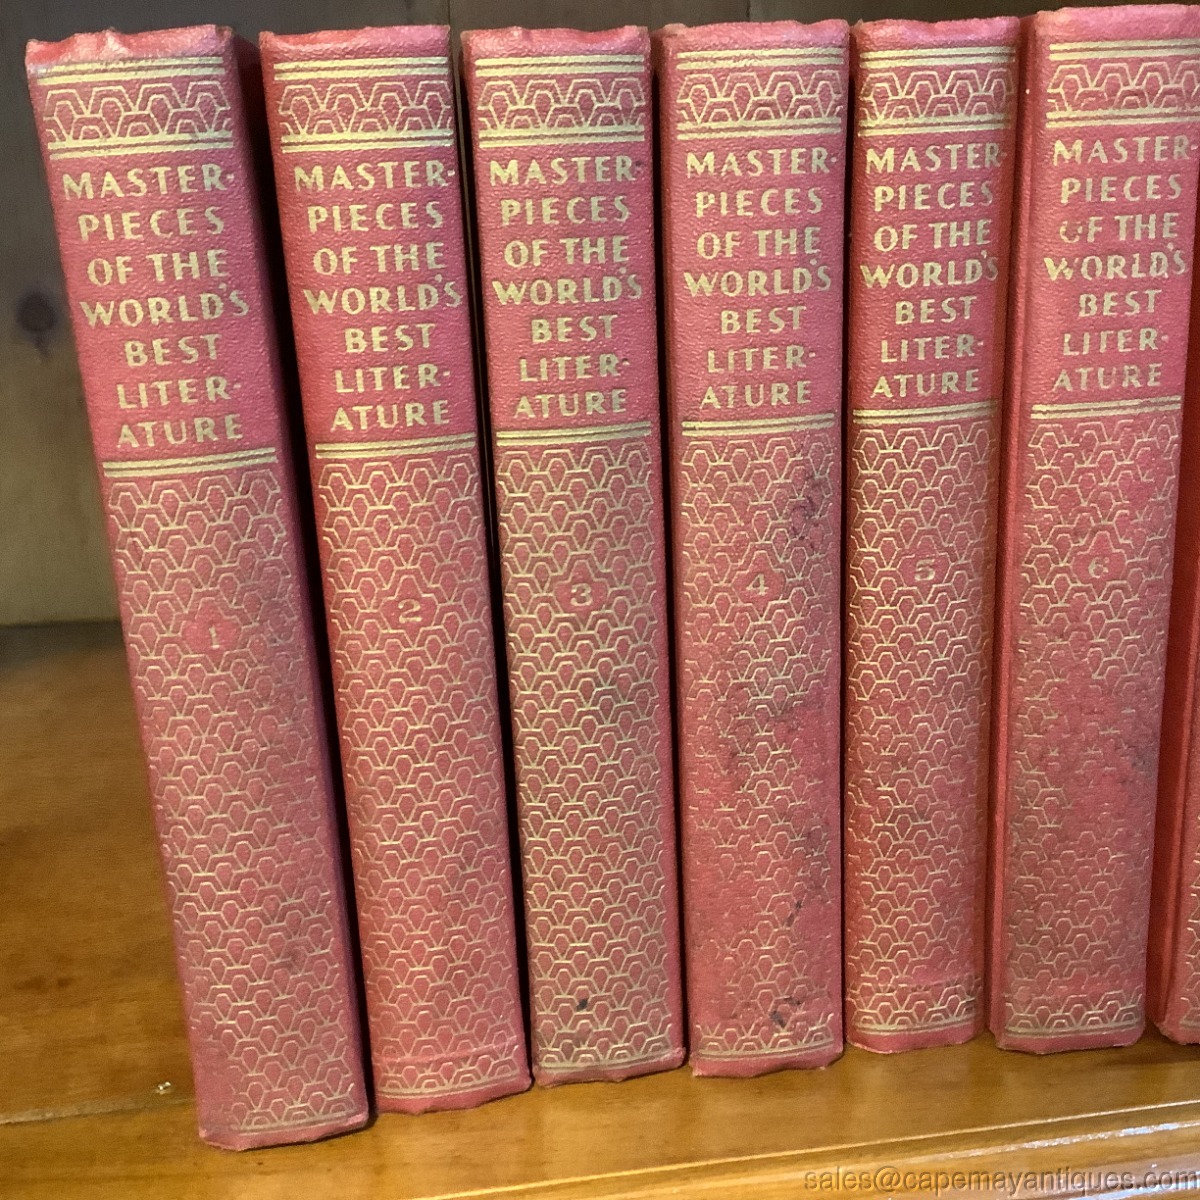 MASTER-
PIECES
OF THE
WORLD'S
BEST
LITER-
ATURE
1
MASTER-
PIECES
OF THE
WORLD'S
BEST
LITER-
ATURE
2
MASTER-
PIECES
OF THE
WORLD'S
BEST
LITER-
ATURE
3
MASTER-
PIECES
OF THE
WORLD'S
BEST
LITER-
ATURE
4
MASTER-
PIECES
OF THE
WORLD'S
BEST
LITER-
ATURE
5
MASTER-
PIECES
OF THE
WORLD'S
BEST
LITER-
ATURE
6
sales@capemayantiques.com